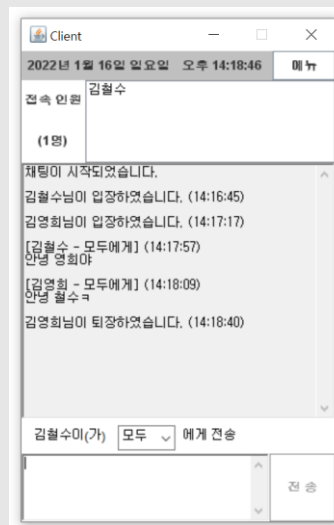 Client
2022년 1월 16일 일요일 오후 14:18:46 메뉴
접속 인원
(1명)
김철수
채팅이 시작되었습니다.
김철수님이 입장하였습니다. (14:16:45)
김영희님이 입장하였습니다. (14:17:17)
[김철수 - 모두에게] (14:17:57)
안녕 영희야
[김영희 - 모두에게] (14:18:09)
안녕 철수ㅋ
김영희님이 퇴장하였습니다. (14:18:40)
김철수이(가) 모두 에게 전송
전 송